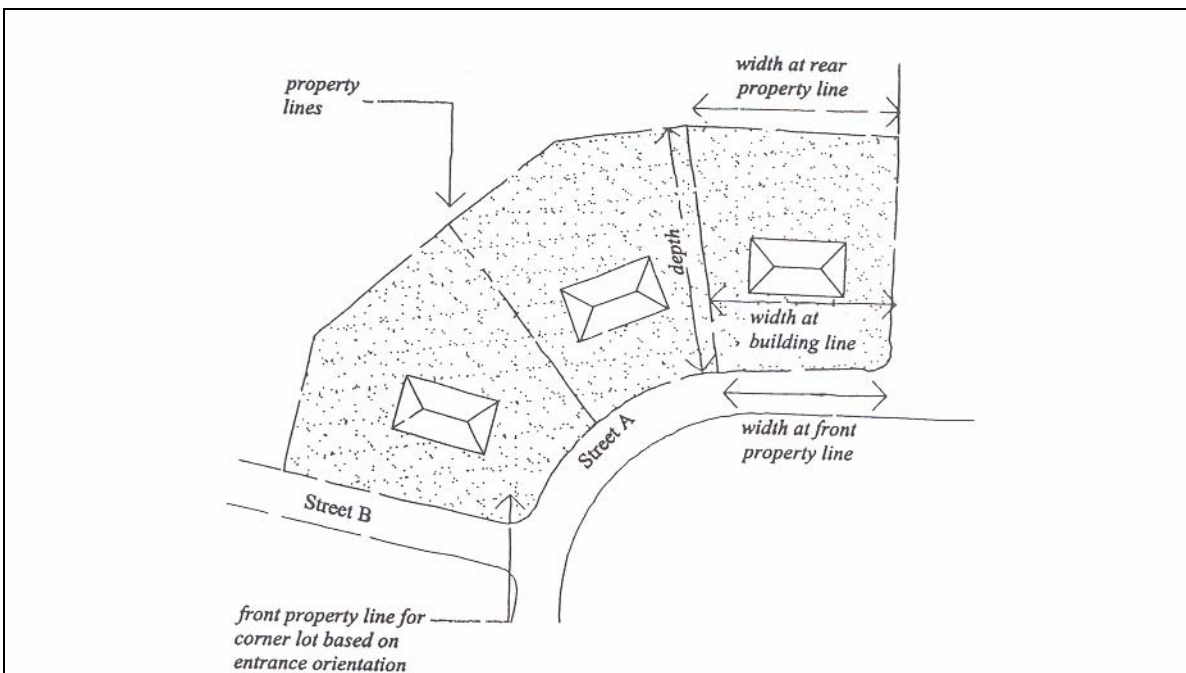 property
lines
width at rear
property line
depth
width at
building line
width at front
property line
Street A
Street B
front property line for
corner lot based on
entrance orientation